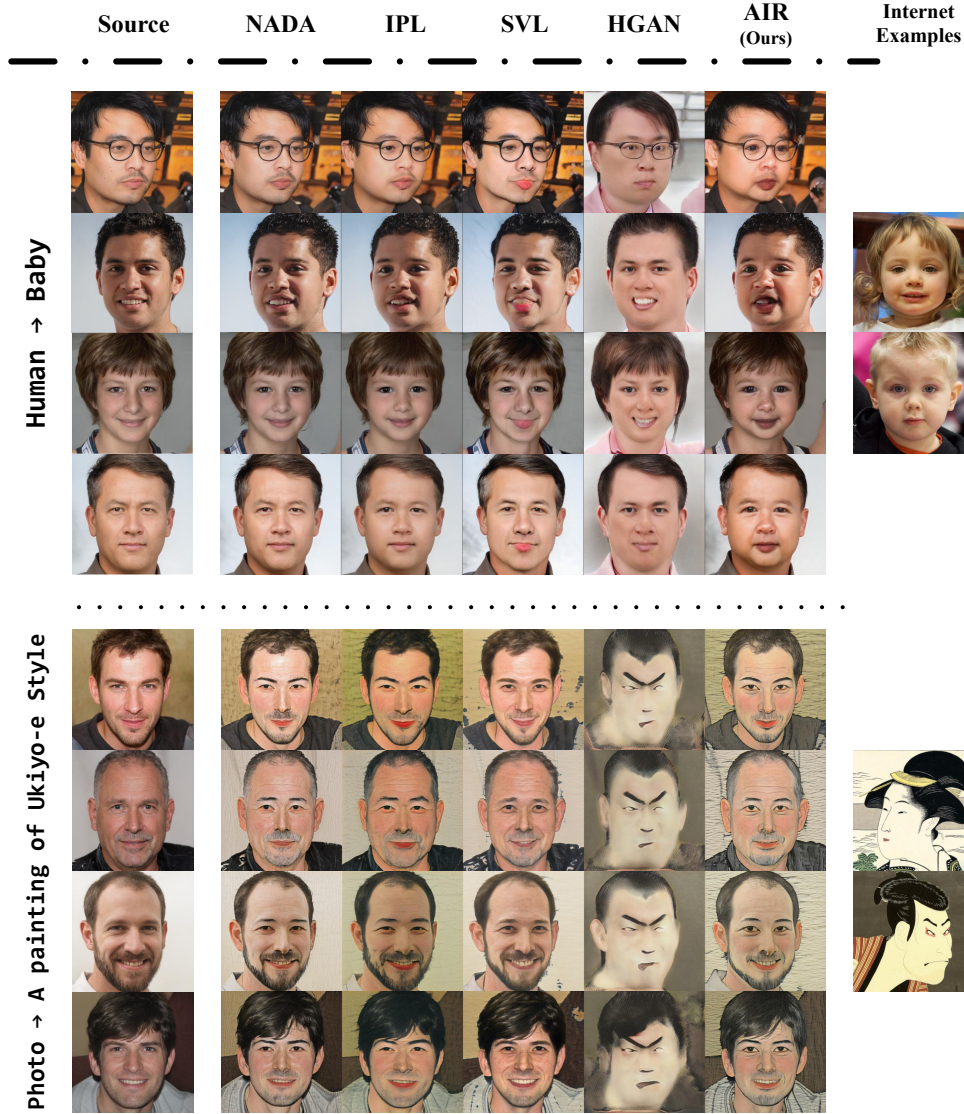 Source NADA IPL SVL HGAN AIR Internet
(Ours) Examples
Human → Baby
Photo → A painting of Ukiyo-e Style